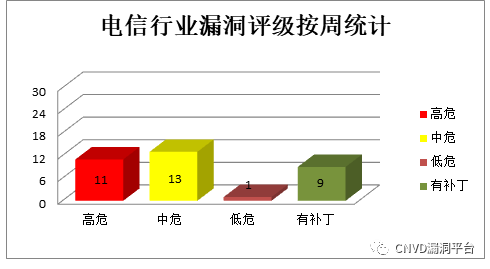 电信行业漏洞评级按周统计
30
24
18
12
6
0
11
13
1
9
高危
中危
低危
有补丁
高危
中危
低危
有补丁
CNVD漏洞平台